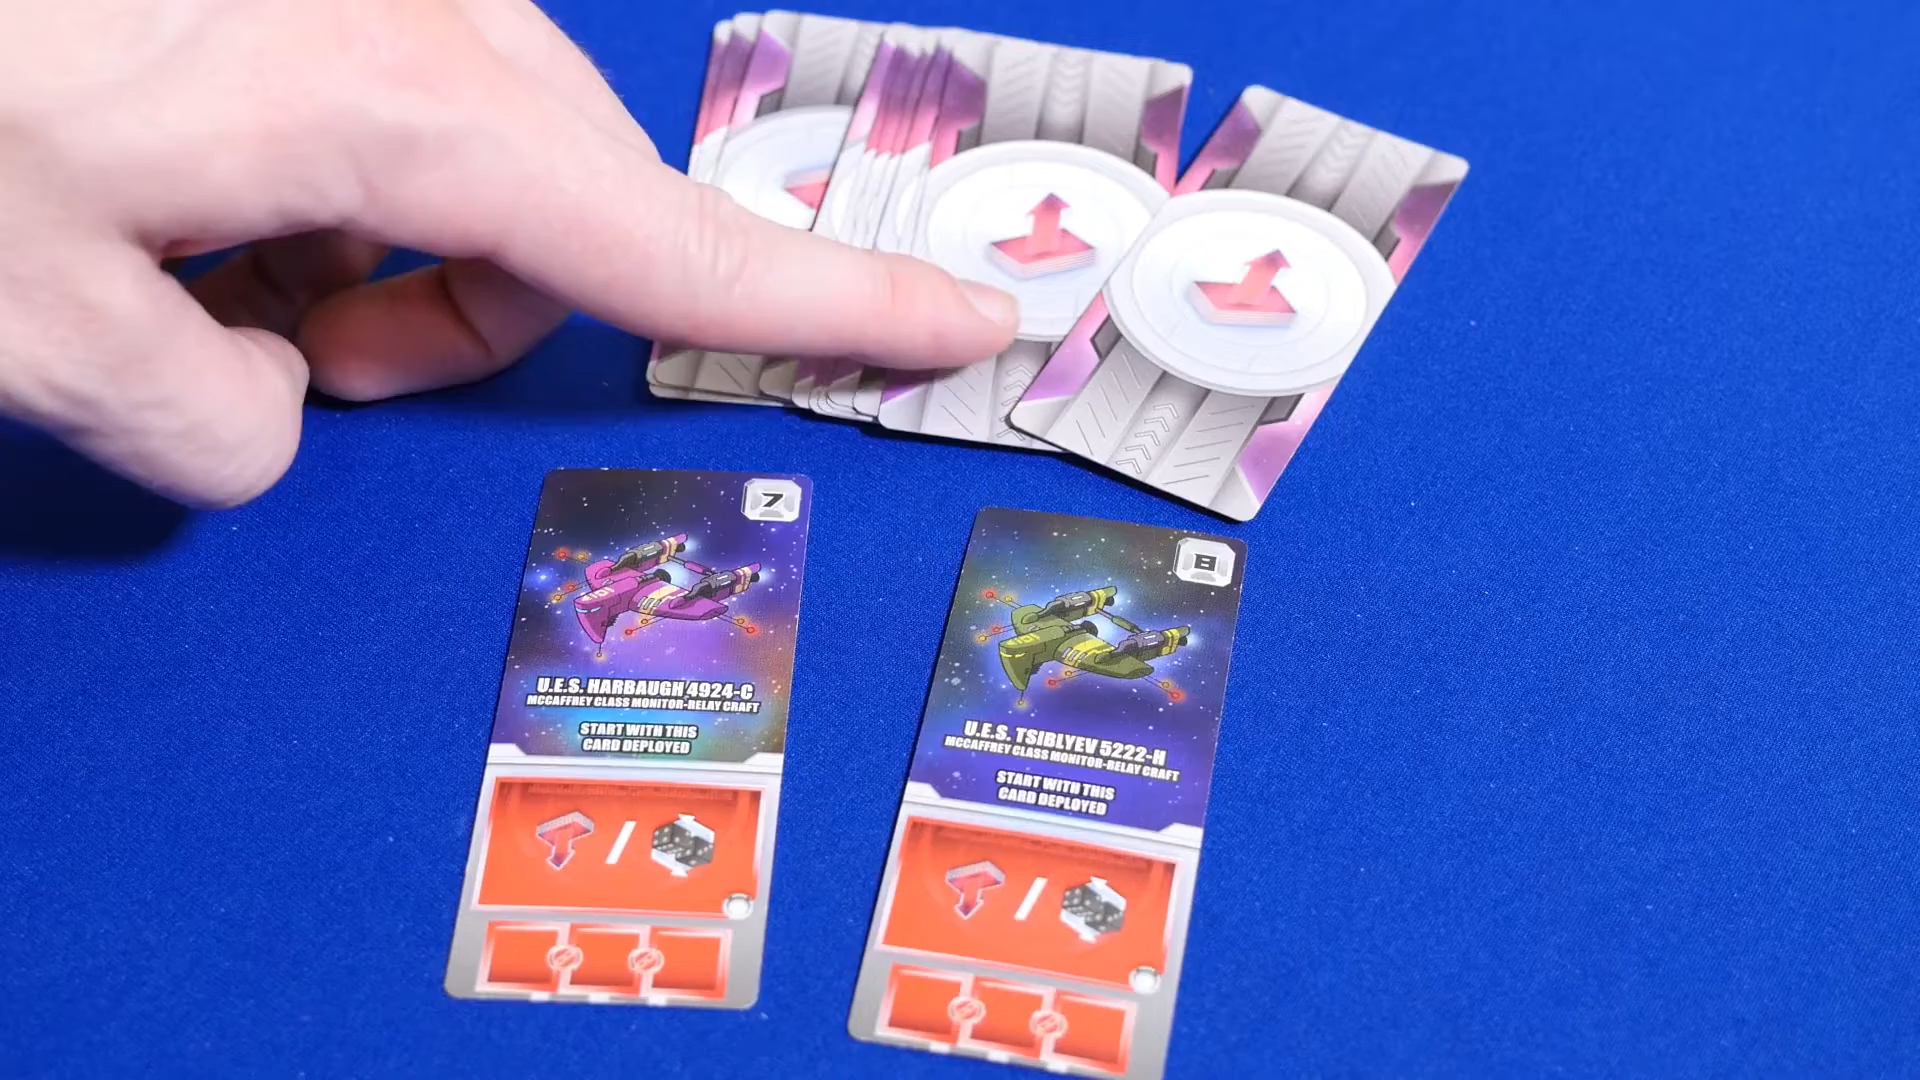 7
U.E.S. HARBAUGH 4924-C
MCCAFFREY CLASS MONITOR-RELAY CRAFT
START WITH THIS
CARD DEPLOYED
8
U.E.S. TSIBLYEV 5222-H
MCCAFFREY CLASS MONITOR-RELAY CRAFT
START WITH THIS
CARD DEPLOYED